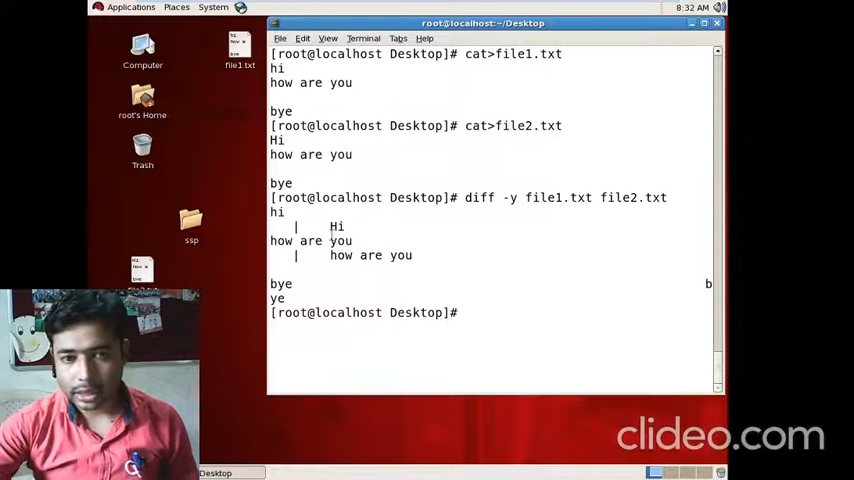 Applications Places System
8:32 AM
root@localhost:~/Desktop
File Edit View Terminal Tabs Help
[root@localhost Desktop]# cat>file1.txt
hi
how are you
bye
[root@localhost Desktop]# cat>file2.txt
Hi
how are you
bye
[root@localhost Desktop]# diff -y file1.txt file2.txt
hi
| Hi
how are you
| how are you
bye b
ye
[root@localhost Desktop]#
Computer
file1.txt
root's Home
Trash
ssp
Desktop
clideo.com